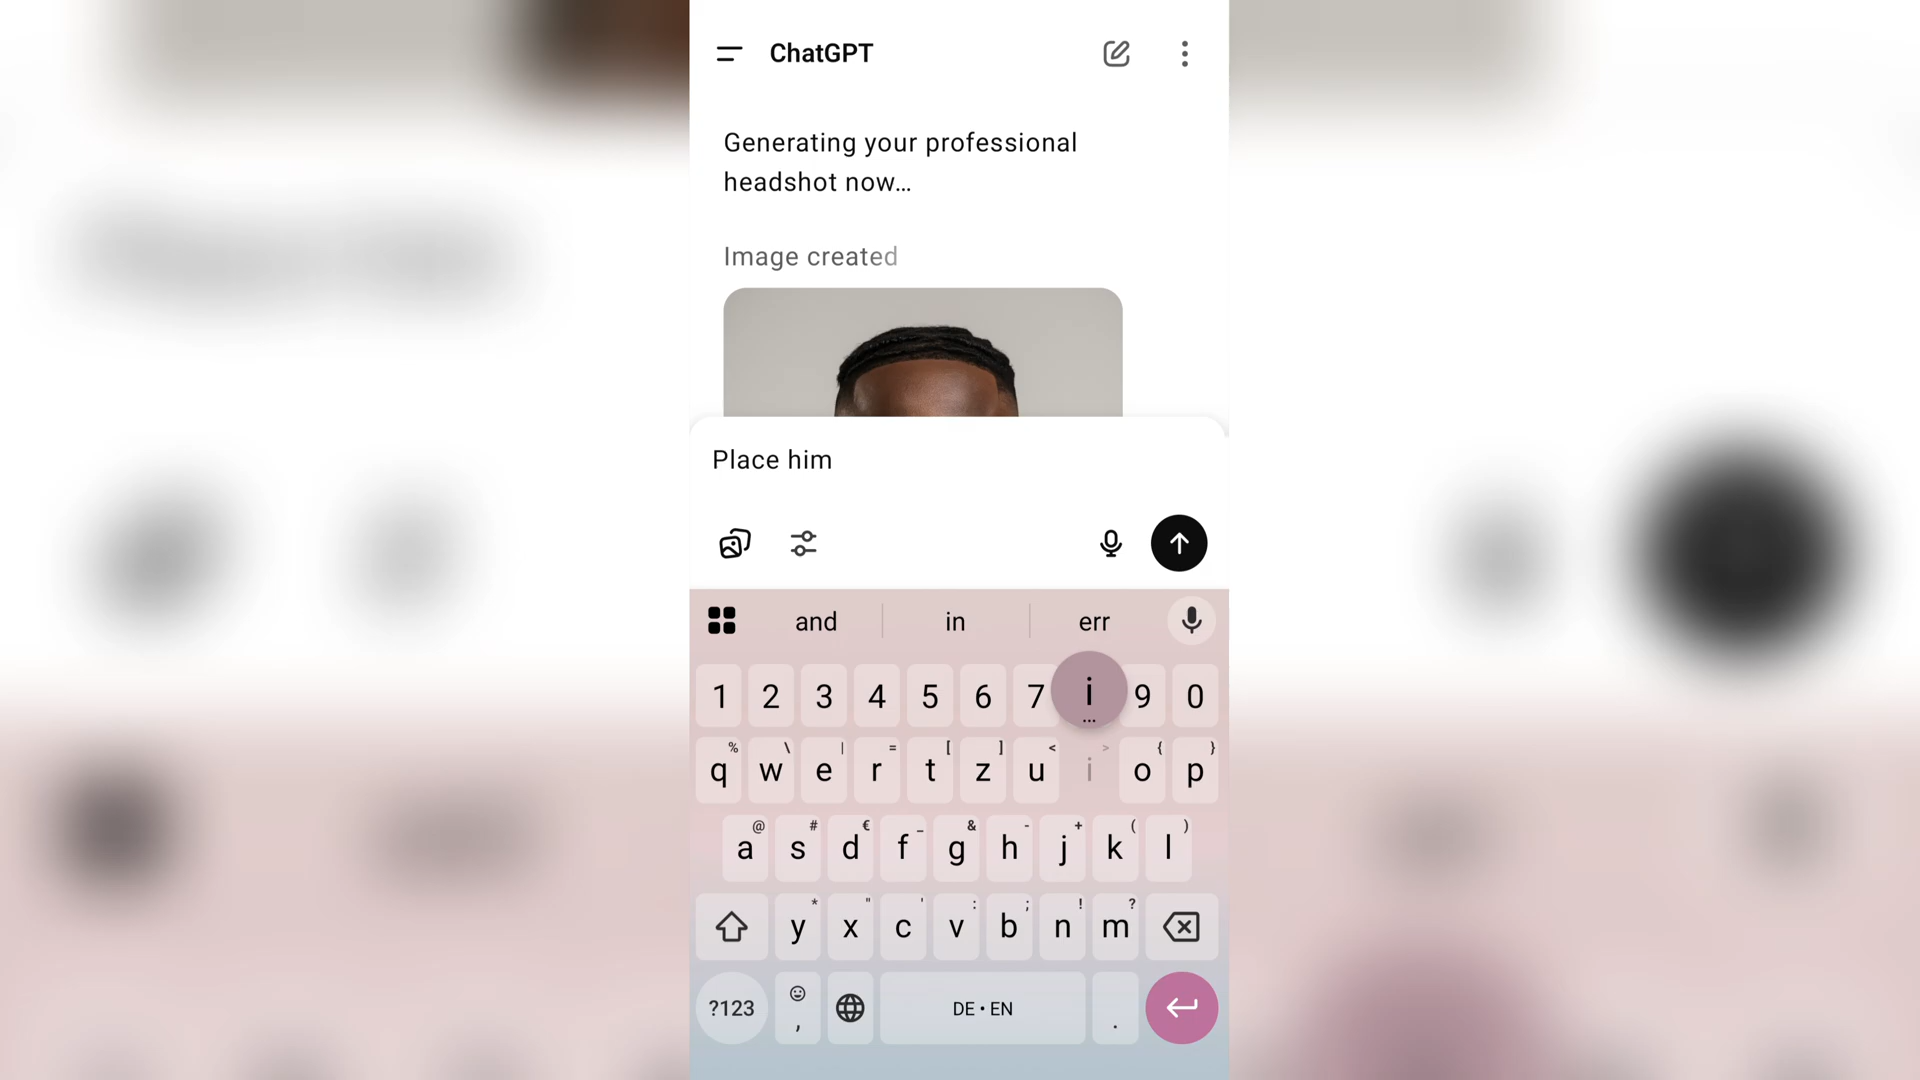 ChatGPT
Generating your professional
headshot now…
Image created
Place him
and in err
1 2 3 4 5 6 7 i 9 0
...
% \ | = [ ] < > { }
q w e r t z u i o p
@ # € _ & - + ( )
a s d f g h j k l
* " ' : ; ! ?
y x c v b n m
?123 , DE • EN .